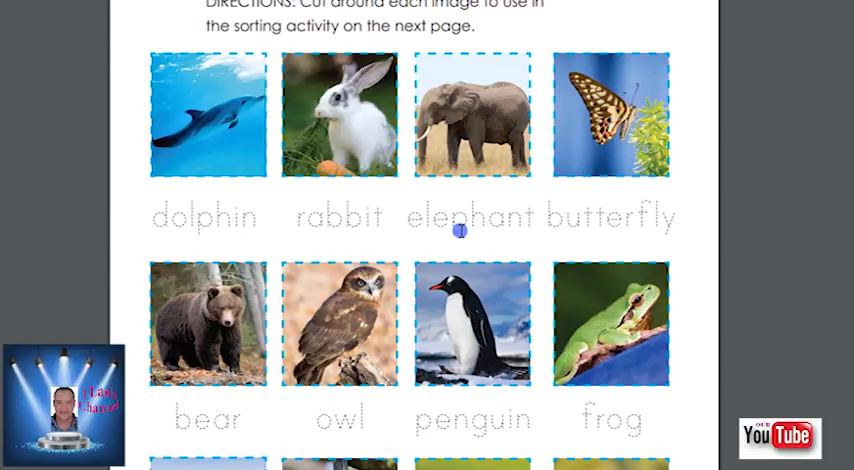 DIRECTIONS: Cut around each image to use in
the sorting activity on the next page.
dolphin rabbit elephant butterfly
bear owl penguin frog
OUR
YouTube